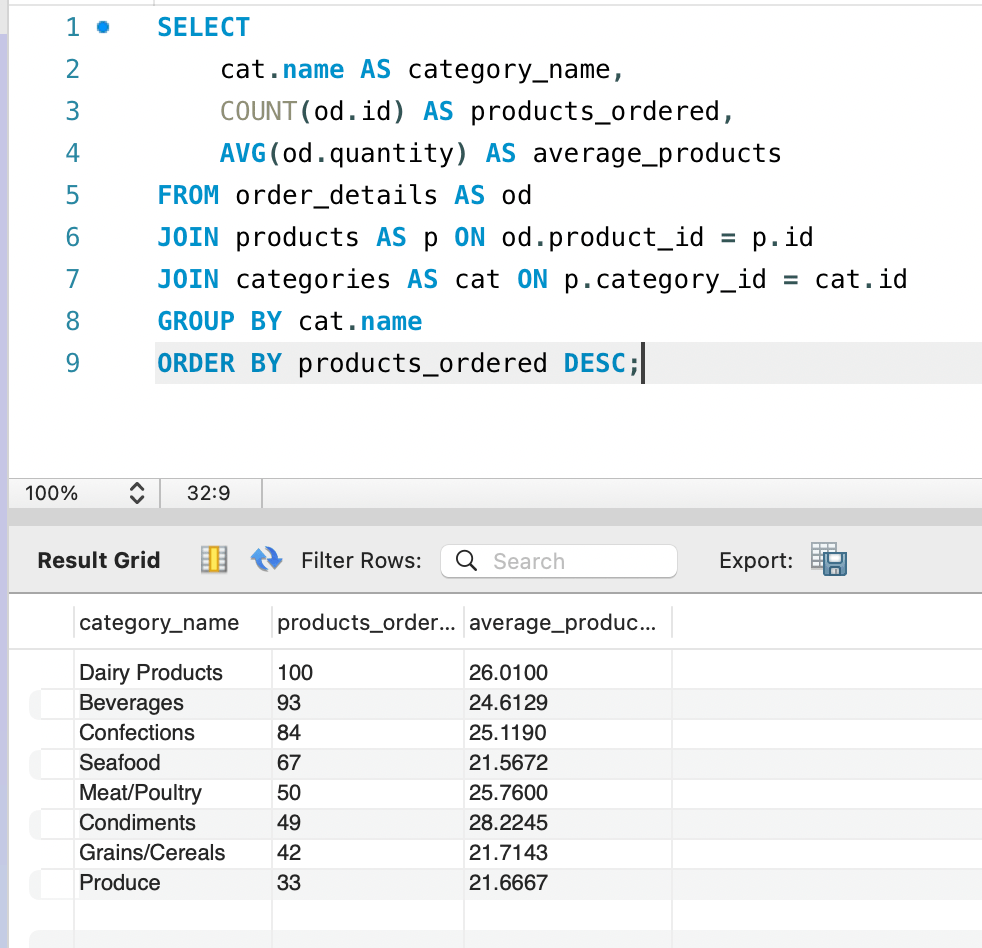 1 SELECT
2 cat.name AS category_name,
3 COUNT(od.id) AS products_ordered,
4 AVG(od.quantity) AS average_products
5 FROM order_details AS od
6 JOIN products AS p ON od.product_id = p.id
7 JOIN categories AS cat ON p.category_id = cat.id
8 GROUP BY cat.name
9 ORDER BY products_ordered DESC;
100% 32:9
Result Grid Filter Rows: Search Export:
category_name products_order... average_produc...
Dairy Products 100 26.0100
Beverages 93 24.6129
Confections 84 25.1190
Seafood 67 21.5672
Meat/Poultry 50 25.7600
Condiments 49 28.2245
Grains/Cereals 42 21.7143
Produce 33 21.6667